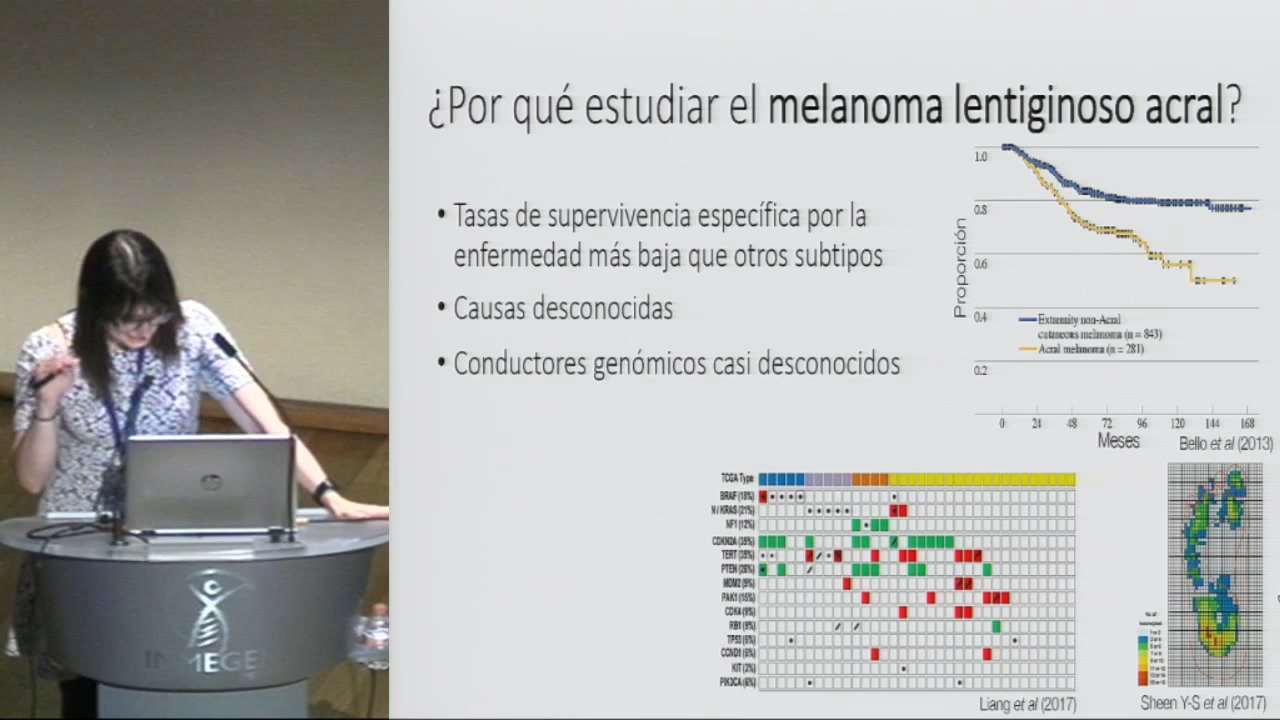 ¿Por qué estudiar el melanoma lentiginoso acral?
• Tasas de supervivencia específica por la
enfermedad más baja que otros subtipos
• Causas desconocidas
• Conductores genómicos casi desconocidos
1.0
0.8
0.6
0.4
0.2
Proporción
Extremity non-Acral
cutaneous melanoma (n = 843)
Acral melanoma (n = 281)
0 24 48 72 96 120 144 168
Meses
Bello et al (2013)
TCGA Type
BRAF (18%)
N / KRAS (21%)
NF1 (12%)
CDKN2A (35%)
TERT (35%)
PTEN (26%)
MDM2 (9%)
PAK1 (15%)
CDK4 (9%)
RB1 (9%)
TP53 (6%)
CCND1 (6%)
KIT (3%)
PIK3CA (6%)
Liang et al (2017)
Sheen Y-S et al (2017)
hp
INMEGEN